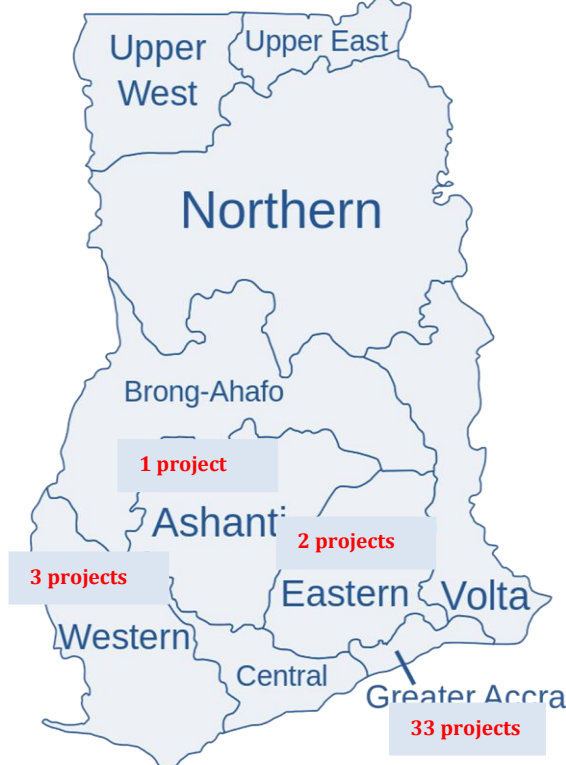 Upper
West
Upper East
Northern
Brong-Ahafo
1 project
Ashanti
2 projects
3 projects
Eastern
Volta
Western
Central
Greater Accra
33 projects